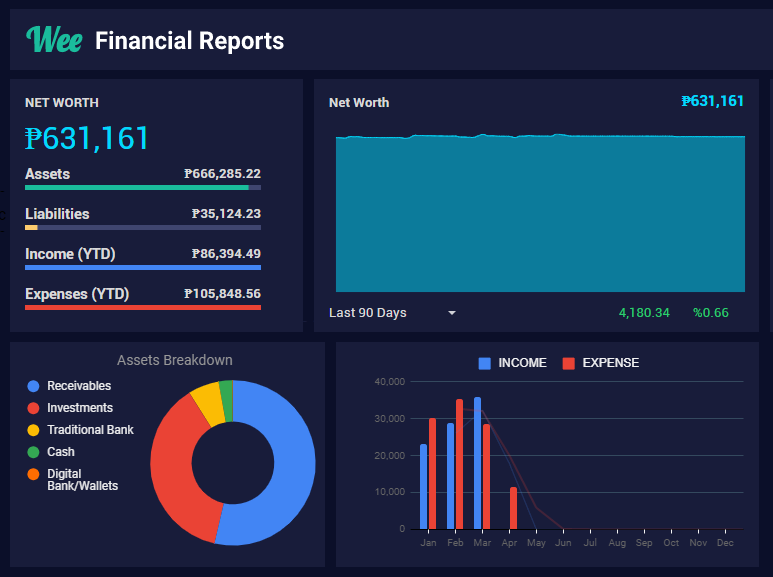 Wee Financial Reports
NET WORTH
₱631,161
Assets ₱666,285.22
Liabilities ₱35,124.23
Income (YTD) ₱86,394.49
Expenses (YTD) ₱105,848.56
Net Worth ₱631,161
Last 90 Days 4,180.34 %0.66
Assets Breakdown
Receivables
Investments
Traditional Bank
Cash
Digital
Bank/Wallets
INCOME EXPENSE
40,000
30,000
20,000
10,000
0
Jan Feb Mar Apr May Jun Jul Aug Sep Oct Nov Dec